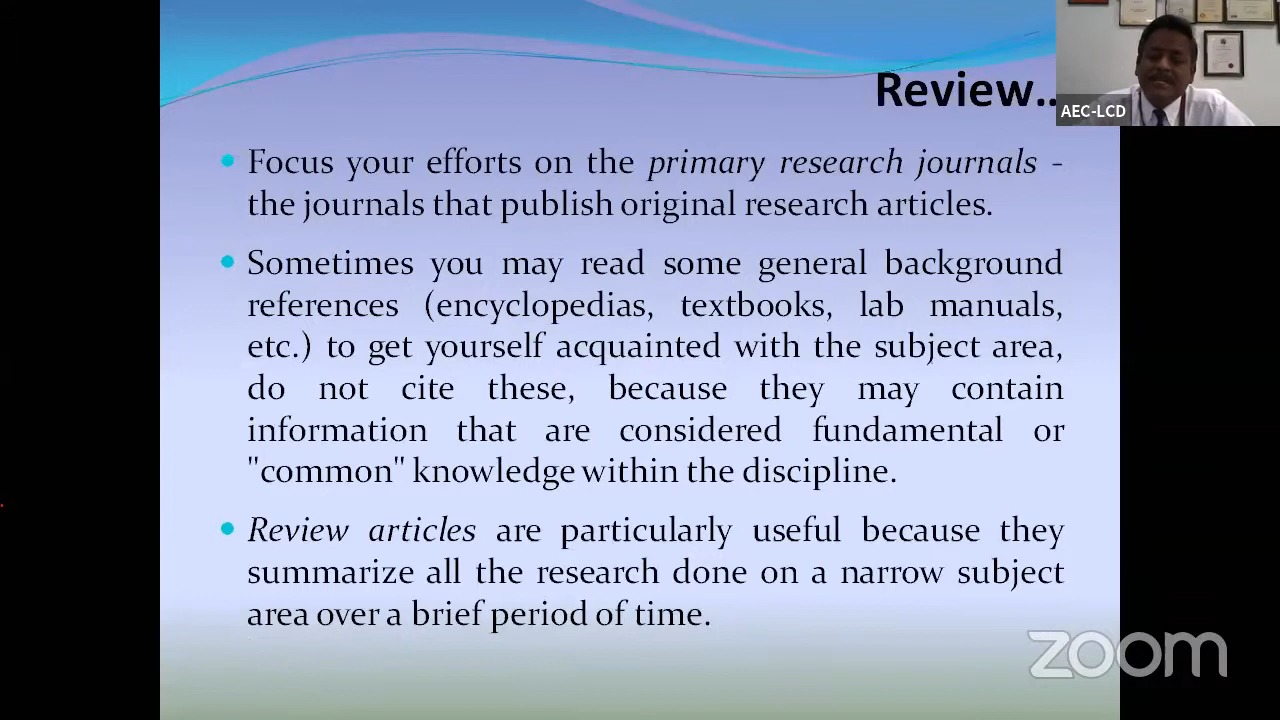 Review..
AEC-LCD
Focus your efforts on the primary research journals -
the journals that publish original research articles.
Sometimes you may read some general background
references (encyclopedias, textbooks, lab manuals,
etc.) to get yourself acquainted with the subject area,
do not cite these, because they may contain
information that are considered fundamental or
"common" knowledge within the discipline.
Review articles are particularly useful because they
summarize all the research done on a narrow subject
area over a brief period of time.
zoom